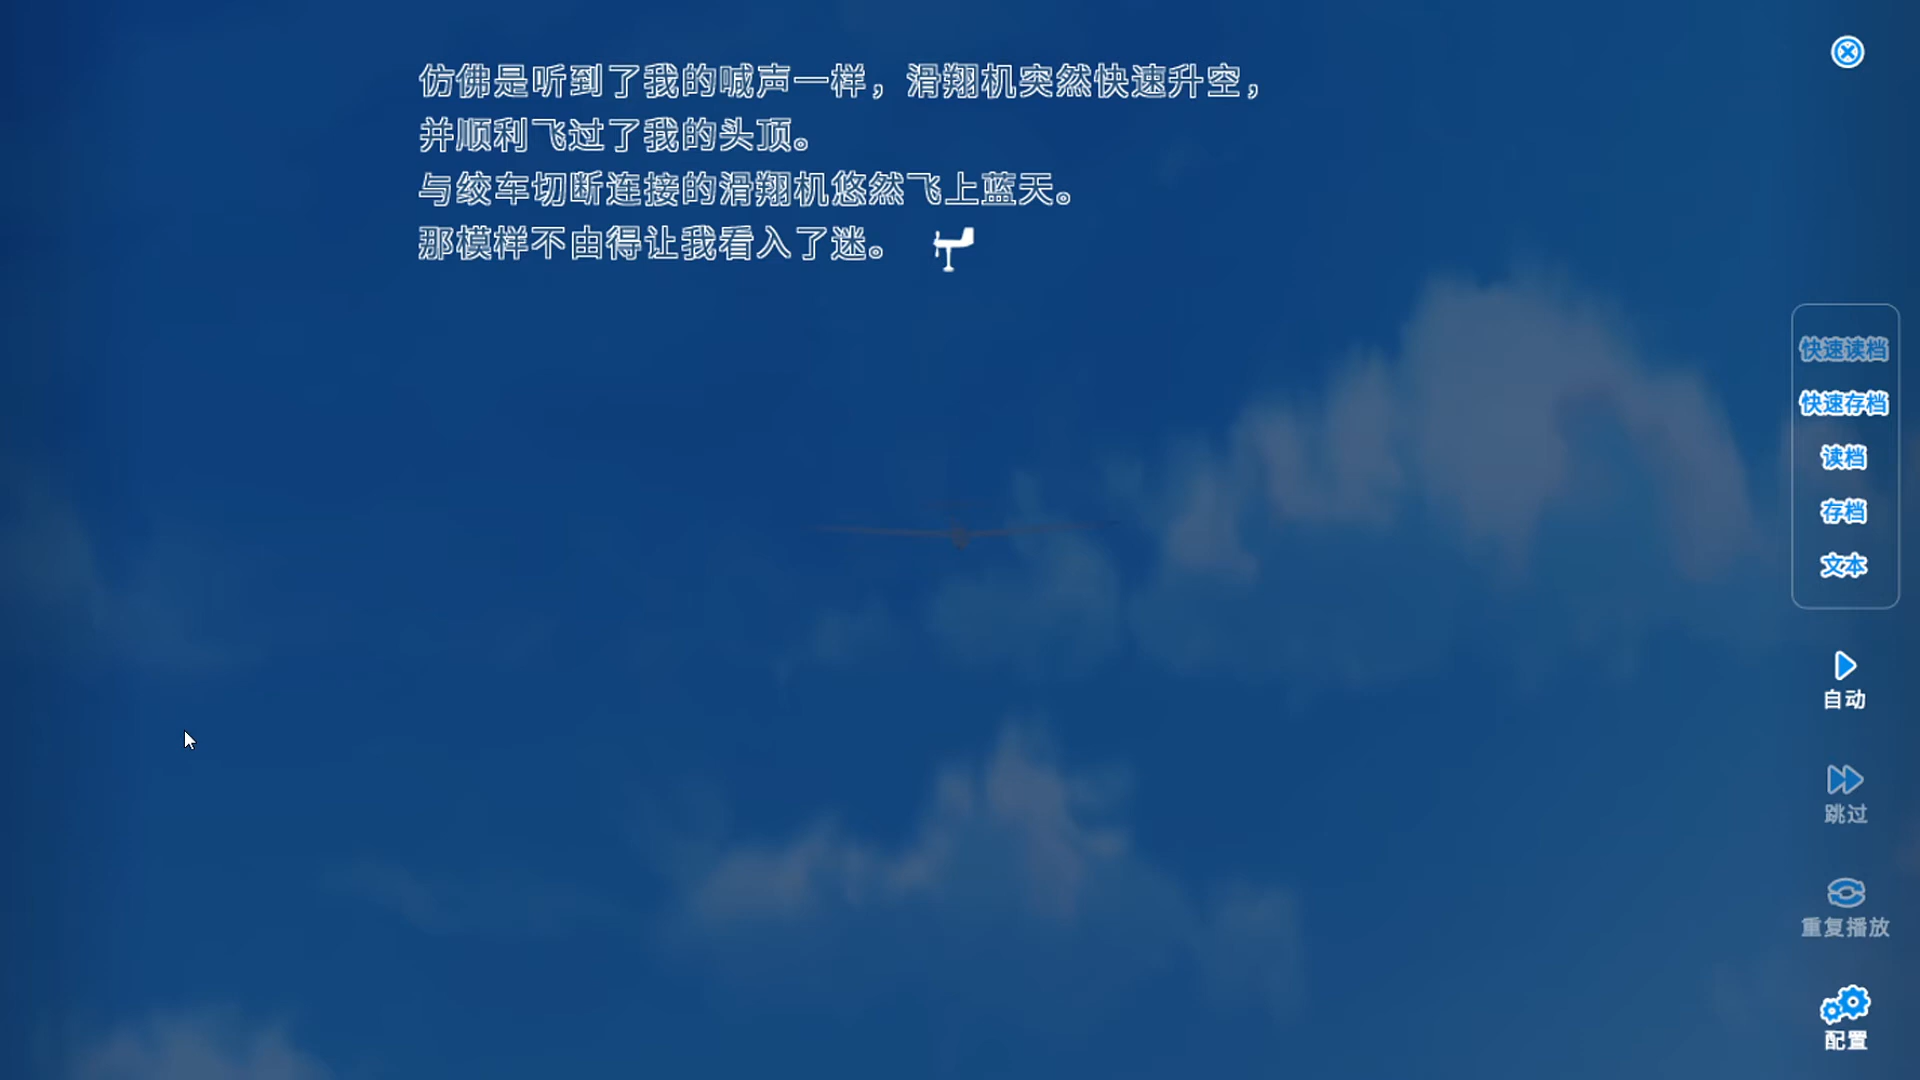 仿佛是听到了我的喊声一样，滑翔机突然快速升空，
并顺利飞过了我的头顶。
与绞车切断连接的滑翔机悠然飞上蓝天。
那模样不由得让我看入了迷。
快速读档
快速存档
读档
存档
文本
自动
跳过
重复播放
配置